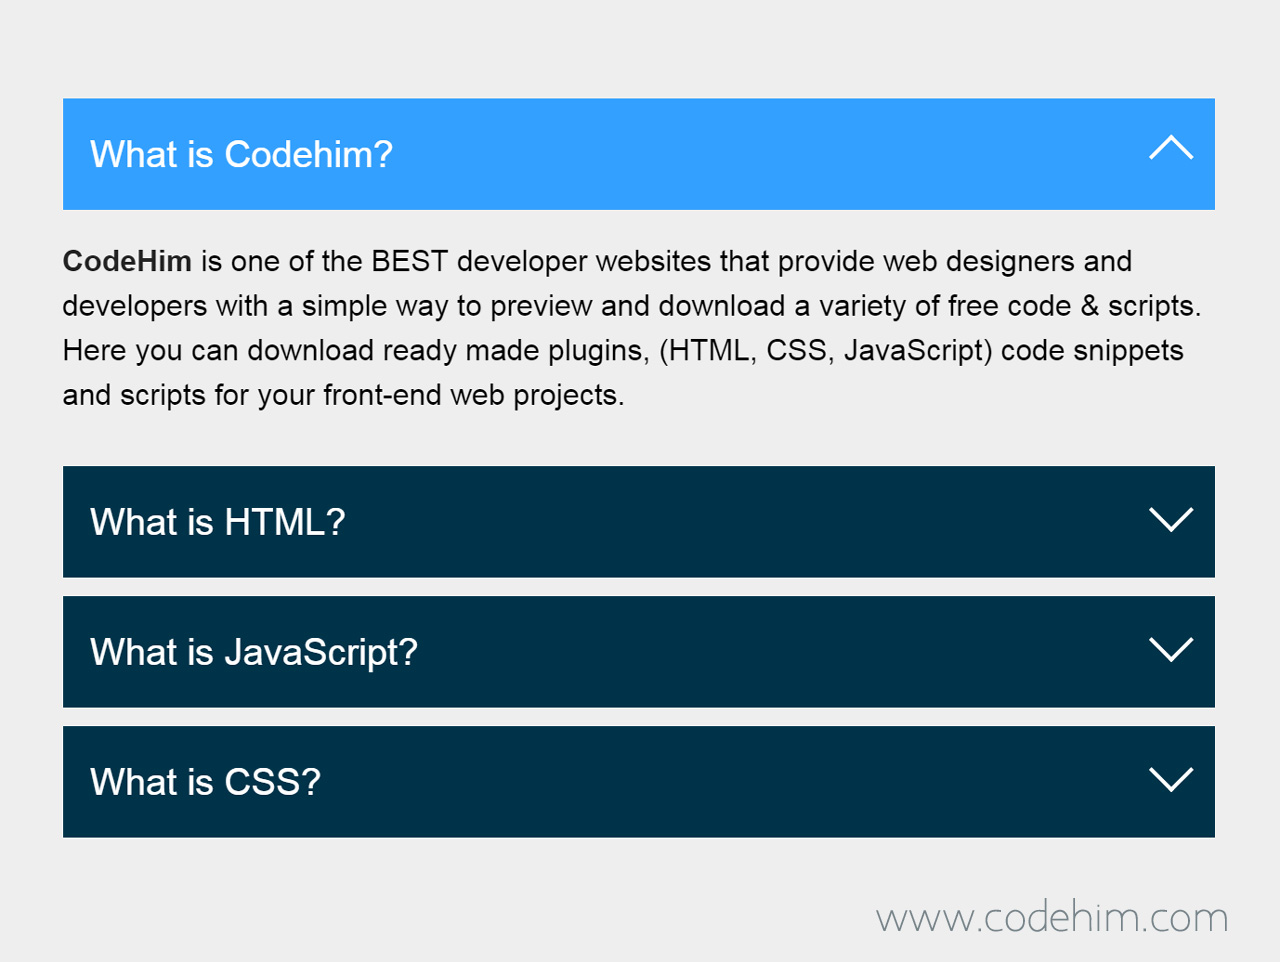 What is Codehim?
CodeHim is one of the BEST developer websites that provide web designers and
developers with a simple way to preview and download a variety of free code & scripts.
Here you can download ready made plugins, (HTML, CSS, JavaScript) code snippets
and scripts for your front-end web projects.
What is HTML?
What is JavaScript?
What is CSS?
www.codehim.com